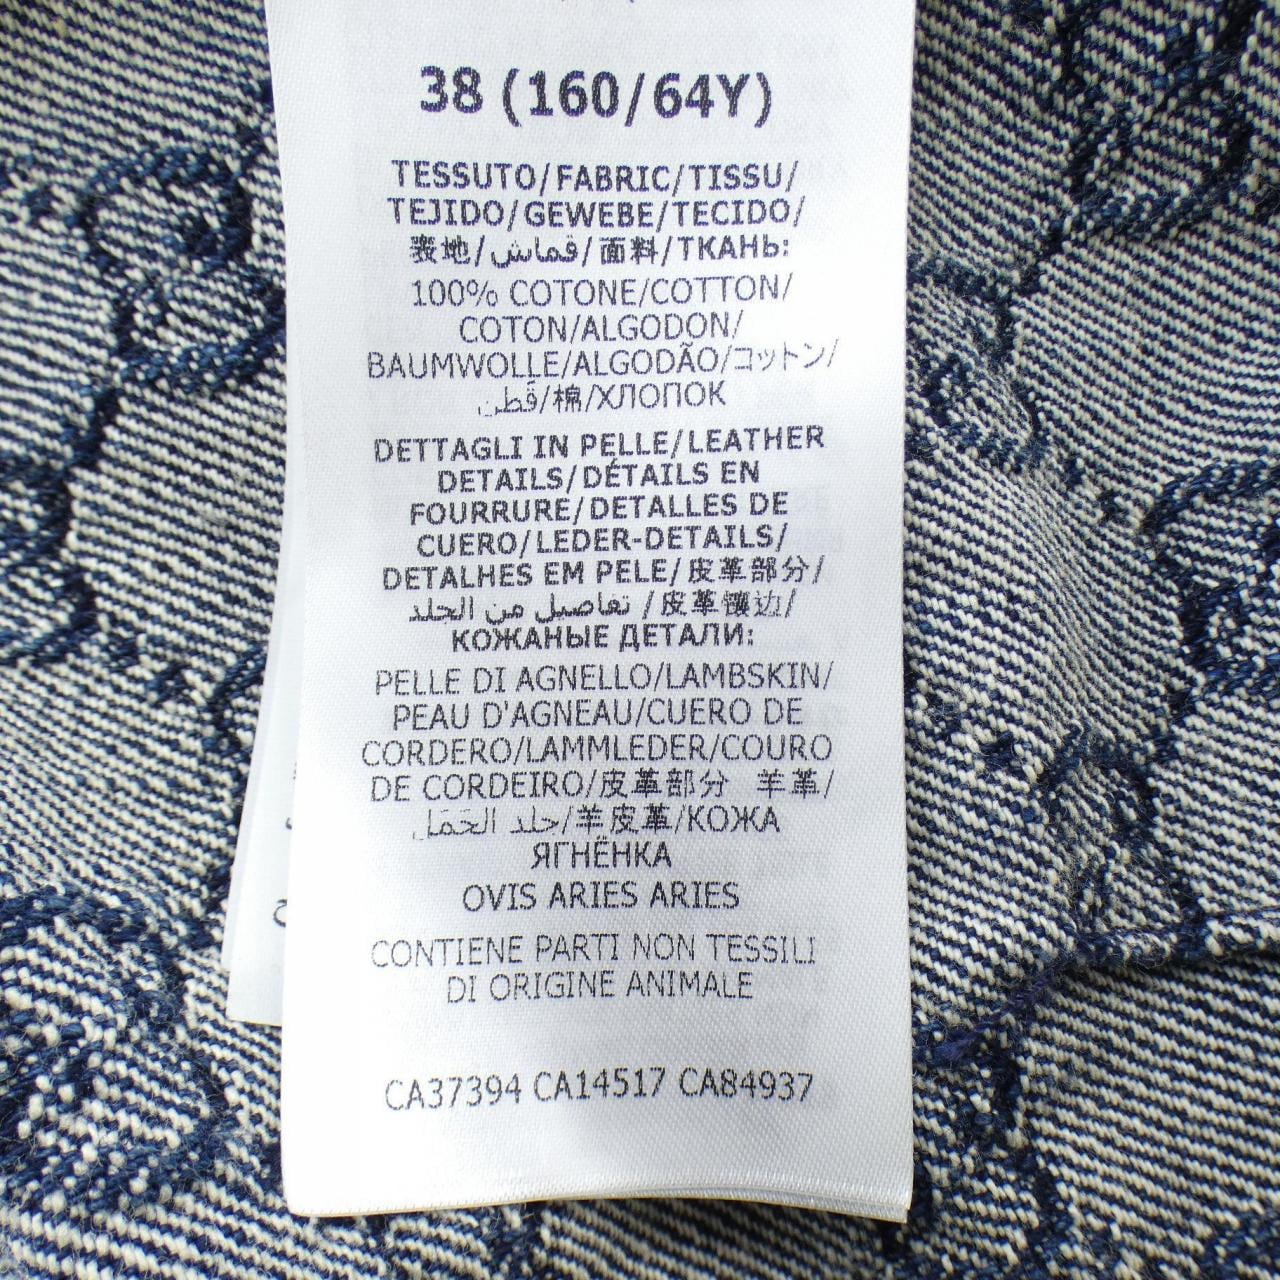 38 (160/64Y)
TESSUTO/FABRIC/TISSU/
TEJIDO/GEWEBE/TECIDO/
表地/قماش/面料/ТКАНЬ:
100% COTONE/COTTON/
COTON/ALGODON/
BAUMWOLLE/ALGODÃO/コットン/
قُطن/棉/ХЛОПОК
DETTAGLI IN PELLE/LEATHER
DETAILS/DÉTAILS EN
FOURRURE/DETALLES DE
CUERO/LEDER-DETAILS/
DETALHES EM PELE/皮革部分/
تفاصيل من الجلد /皮革镶边/
КОЖАНЫЕ ДЕТАЛИ:
PELLE DI AGNELLO/LAMBSKIN/
PEAU D'AGNEAU/CUERO DE
CORDERO/LAMMLEDER/COURO
DE CORDEIRO/皮革部分 羊革/
جلد الحَمَل/羊皮革/КОЖА
ЯГНЁНКА
OVIS ARIES ARIES
CONTIENE PARTI NON TESSILI
DI ORIGINE ANIMALE
CA37394 CA14517 CA84937